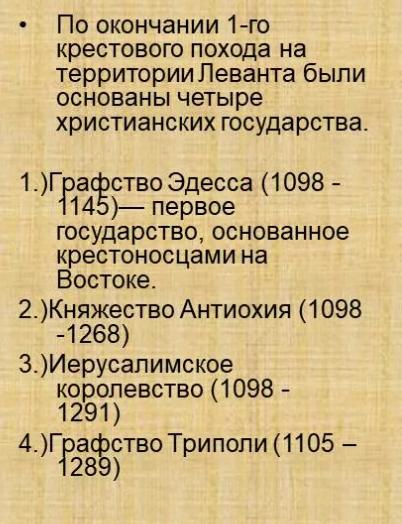 • По окончании 1-го
крестового похода на
территории Леванта были
основаны четыре
христианских государства.
1.)Графство Эдесса (1098 -
1145)— первое
государство, основанное
крестоносцами на
Востоке.
2.)Княжество Антиохия (1098
-1268)
3.)Иерусалимское
королевство (1098 -
1291)
4.)Графство Триполи (1105 –
1289)